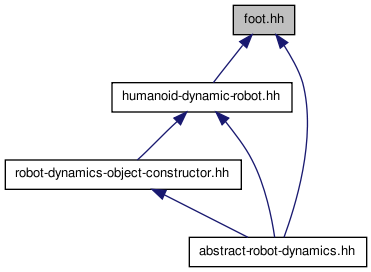 foot.hh
humanoid-dynamic-robot.hh
robot-dynamics-object-constructor.hh
abstract-robot-dynamics.hh